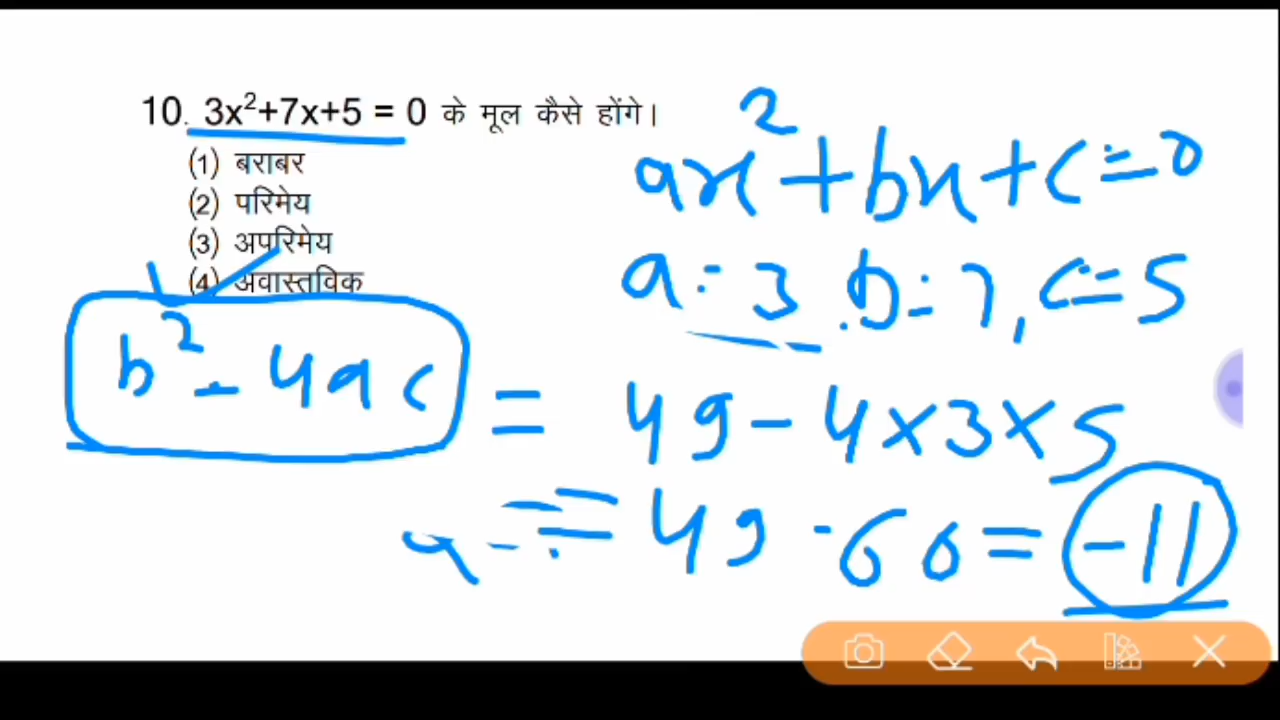 10. 3x²+7x+5 = 0 के मूल कैसे होंगे।
(1) बराबर
(2) परिमेय
(3) अपरिमेय
(4) अवास्तविक
ax²+bx+c=0
a=3 b=7, c=5
b²-4ac = 49-4×3×5
= 49-60=-11